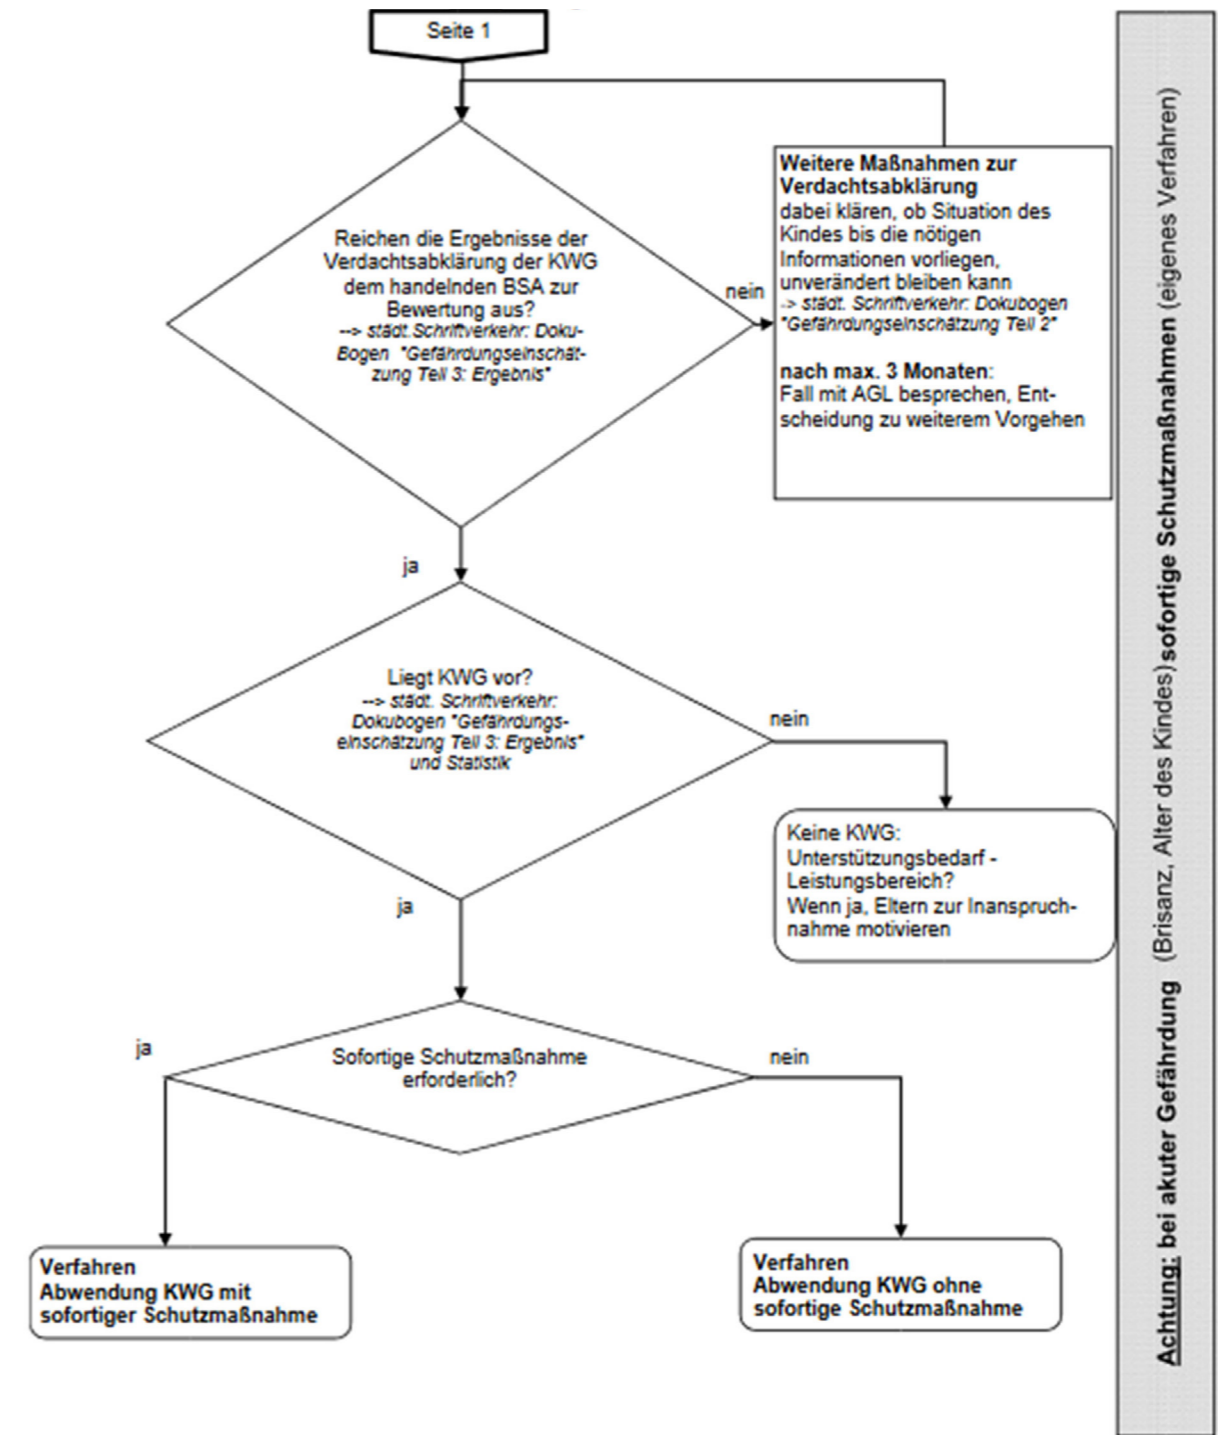 Seite 1
Reichen die Ergebnisse der
Verdachtsabklärung der KWG
dem handelnden BSA zur
Bewertung aus?
--> städt.Schriftverkehr: Doku-
Bogen "Gefährdungseinschät-
zung Teil 3: Ergebnis"
nein
Weitere Maßnahmen zur
Verdachtsabklärung
dabei klären, ob Situation des
Kindes bis die nötigen
Informationen vorliegen,
unverändert bleiben kann
-> städt. Schriftverkehr: Dokubogen
"Gefährdungseinschätzung Teil 2"
nach max. 3 Monaten:
Fall mit AGL besprechen, Ent-
scheidung zu weiterem Vorgehen
ja
Liegt KWG vor?
--> städt. Schriftverkehr:
Dokubogen "Gefährdungs-
einschätzung Teil 3: Ergebnis"
und Statistik
nein
Keine KWG:
Unterstützungsbedarf -
Leistungsbereich?
Wenn ja, Eltern zur Inanspruch-
nahme motivieren
ja
Sofortige Schutzmaßnahme
erforderlich?
ja
nein
Verfahren
Abwendung KWG mit
sofortiger Schutzmaßnahme
Verfahren
Abwendung KWG ohne
sofortige Schutzmaßnahme
Achtung: bei akuter Gefährdung (Brisanz, Alter des Kindes) sofortige Schutzmaßnahmen (eigenes Verfahren)